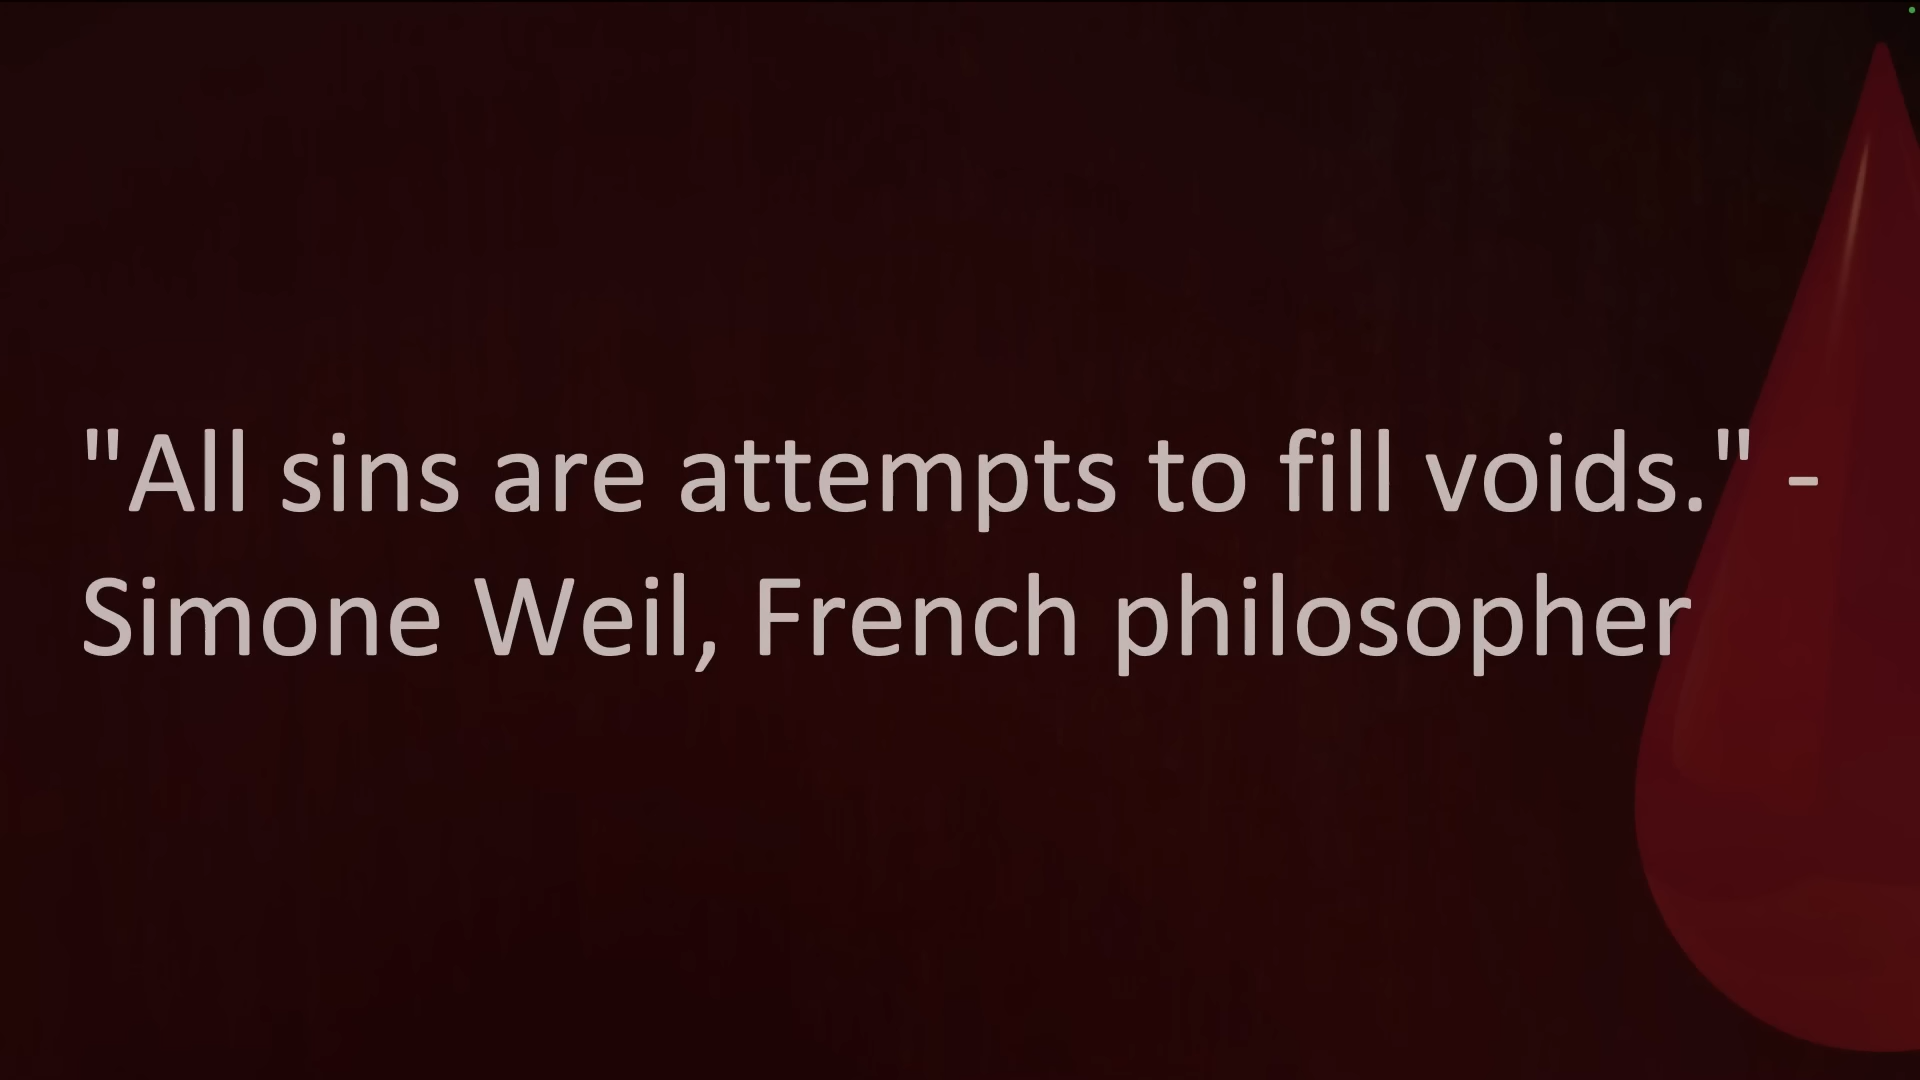 "All sins are attempts to fill voids." -
Simone Weil, French philosopher